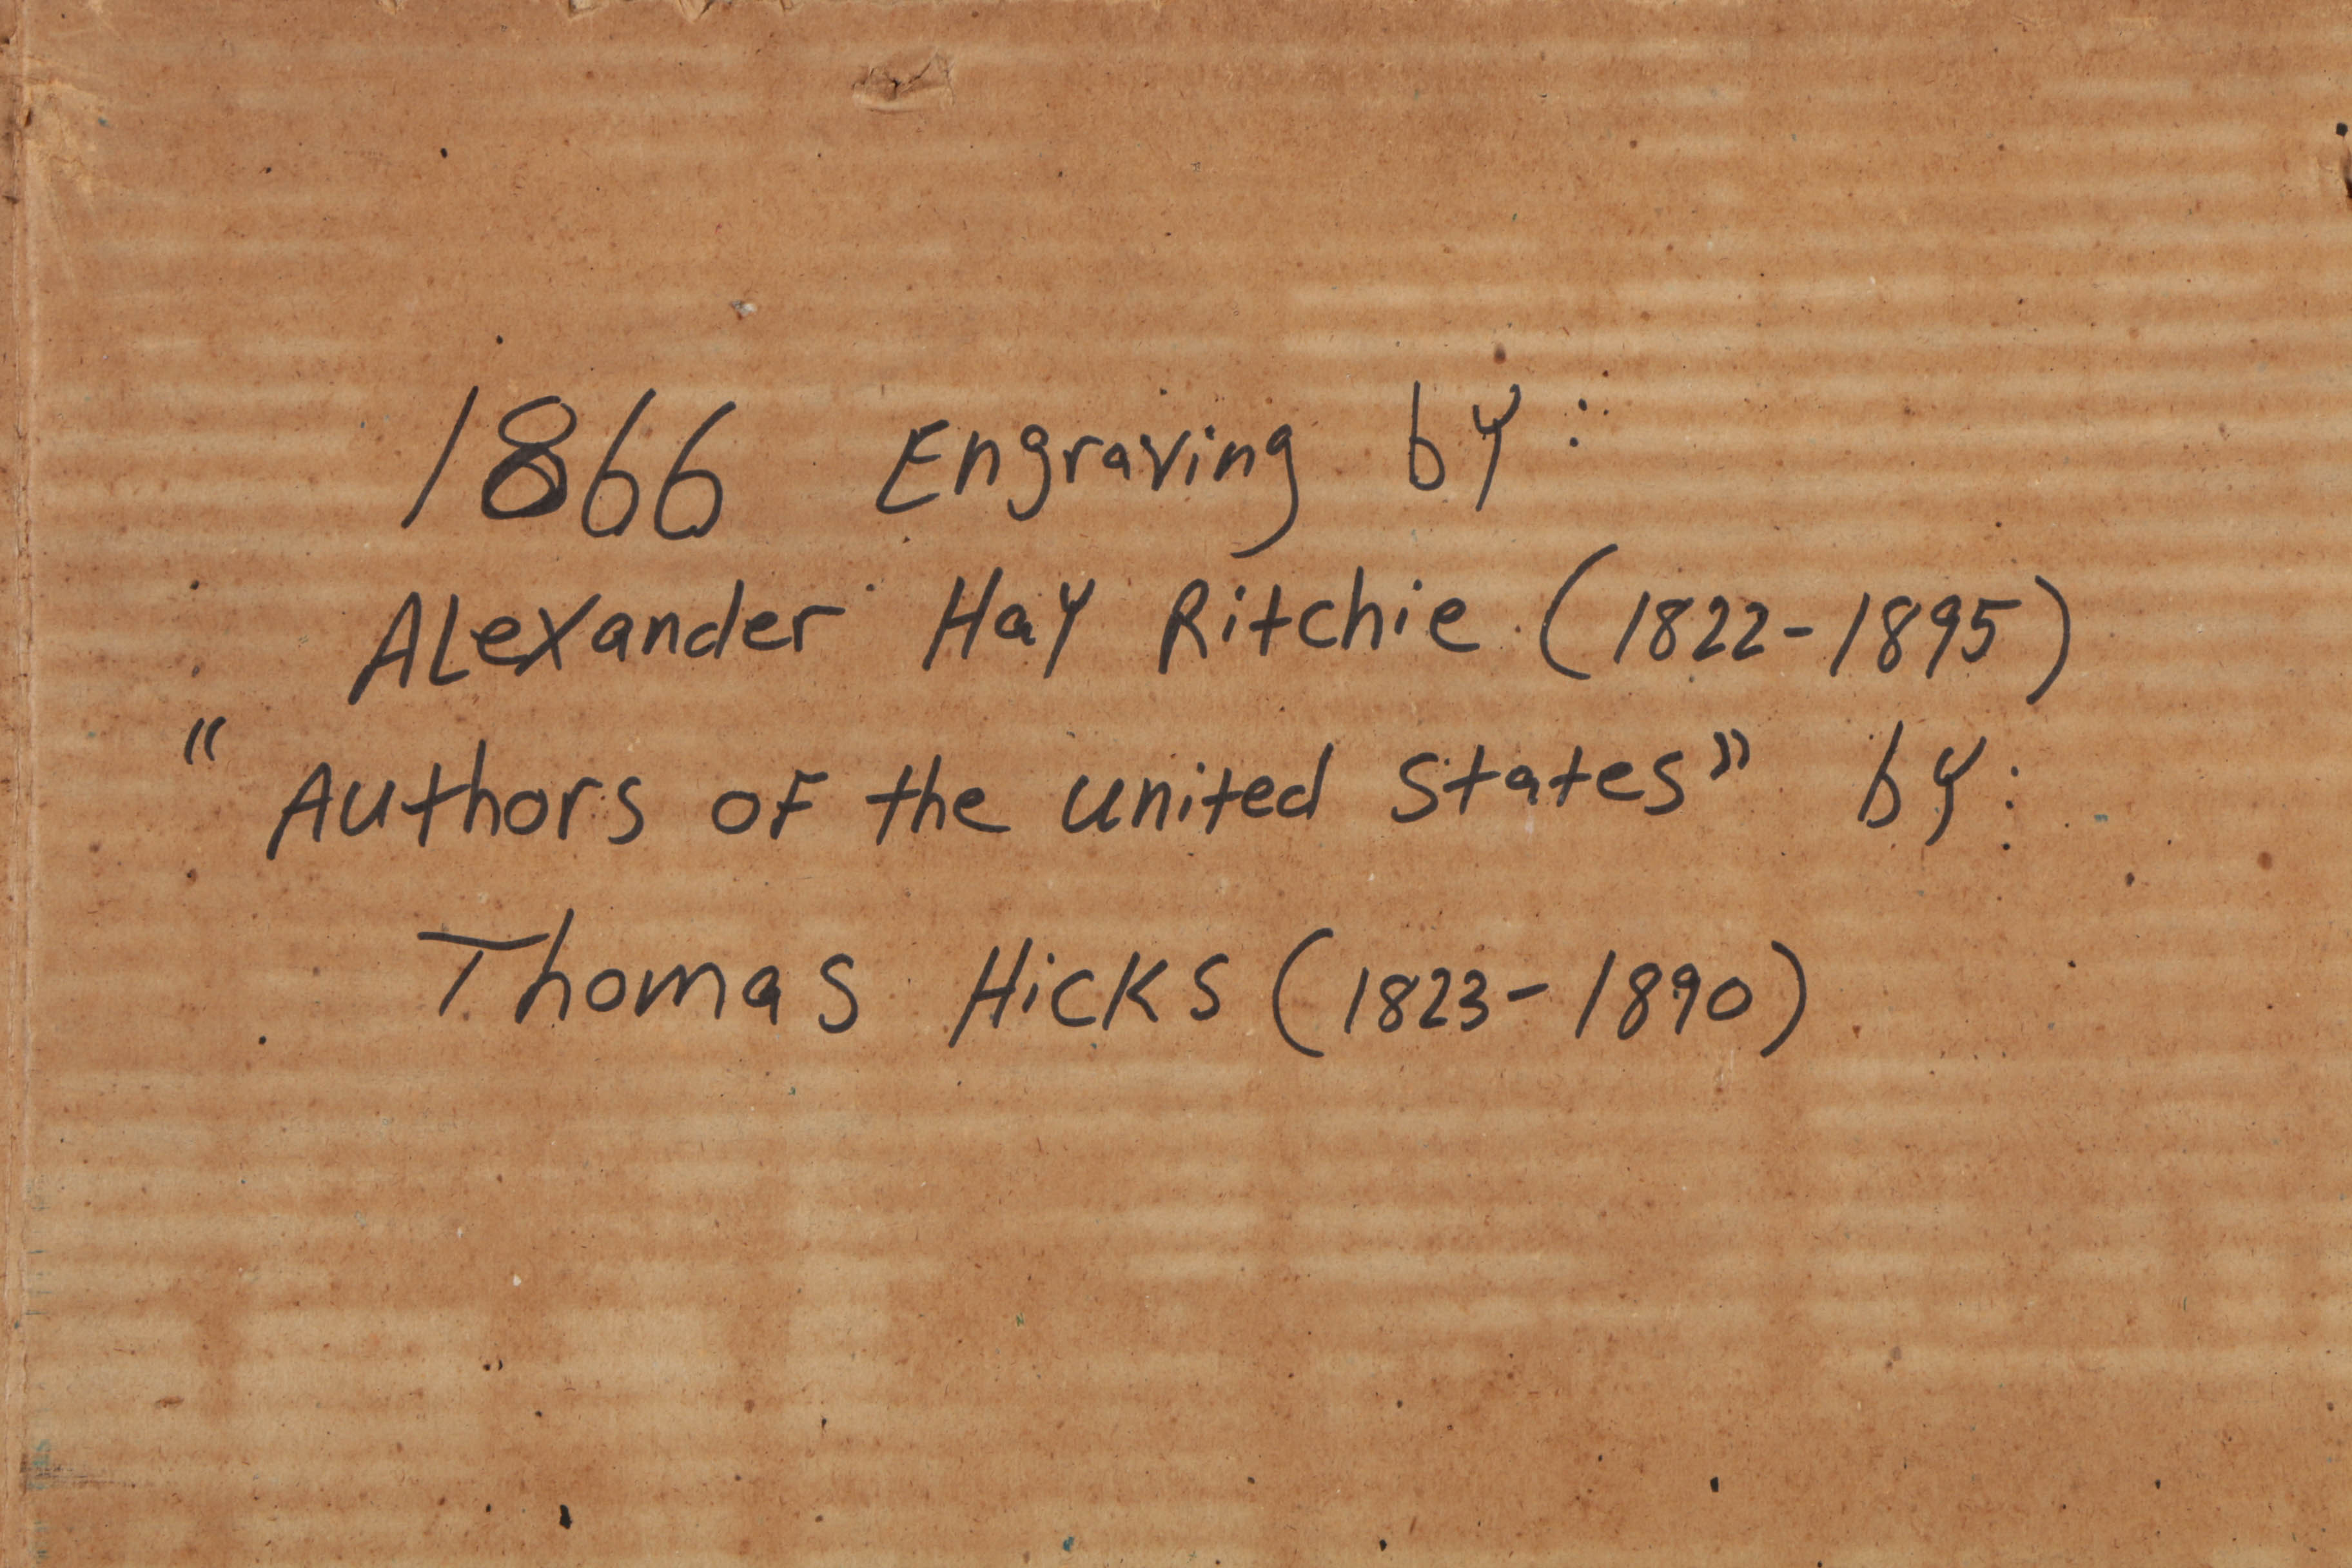 1866 Engraving by:
ALexander Hay Ritchie (1822-1895)
"Authors of the united states" by:
Thomas Hicks (1823-1890)